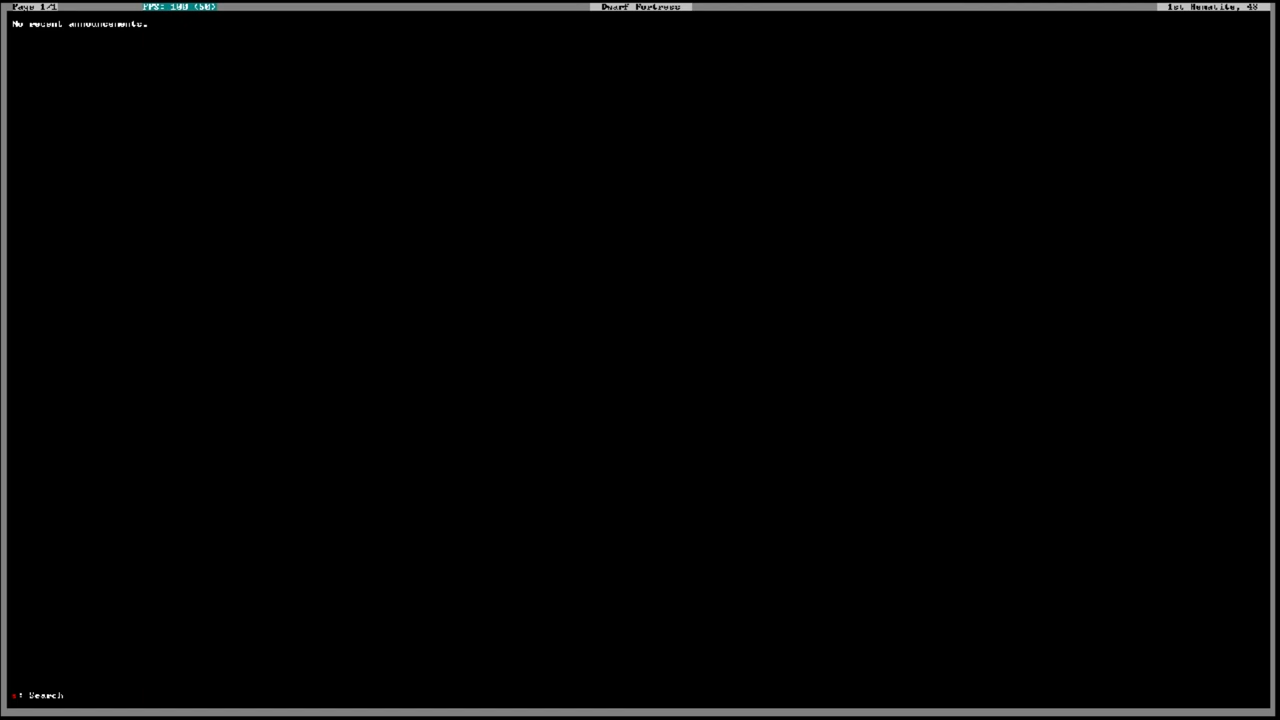 Page 1/1 FPS: 100 (50) Dwarf Fortress 1st Hematite, 48
No recent announcements.
s: Search